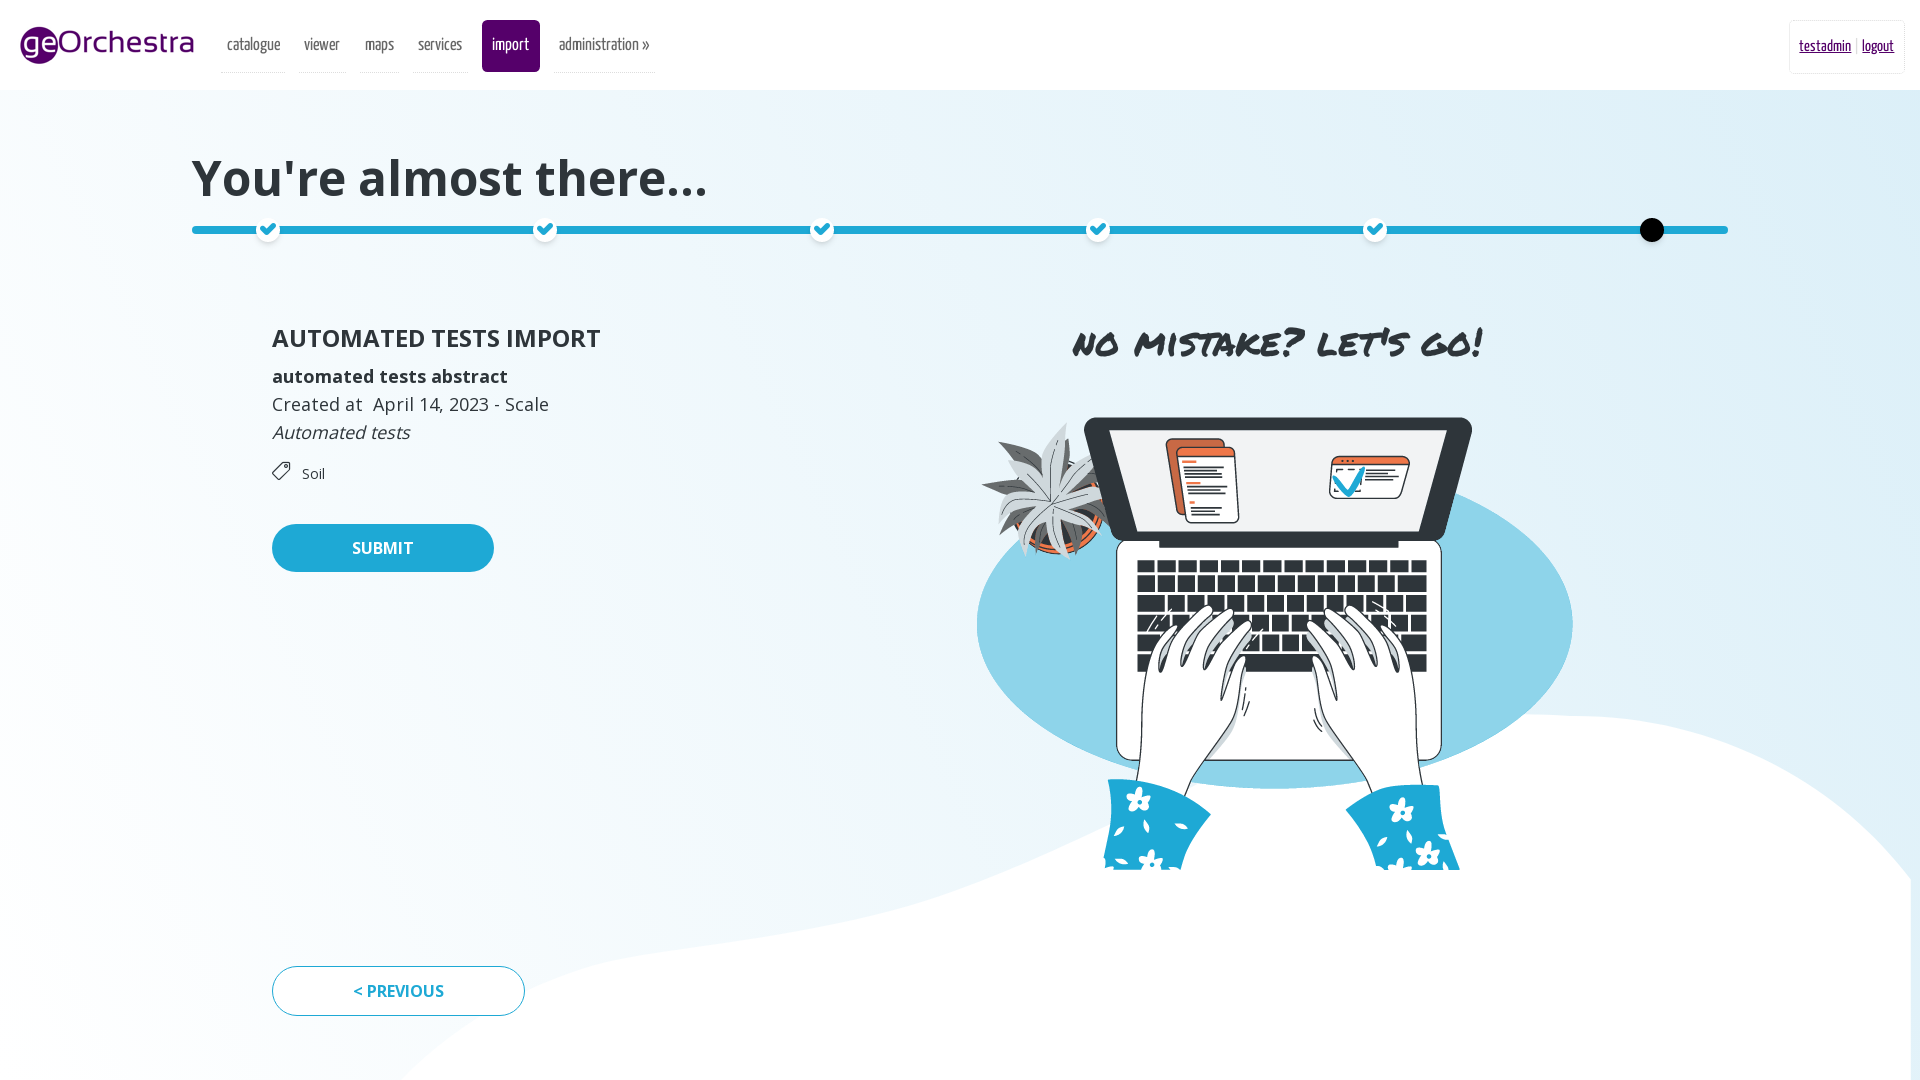 geOrchestra
catalogue
viewer
maps
services
import
administration »
testadmin
logout
You're almost there...
AUTOMATED TESTS IMPORT
automated tests abstract
Created at  April 14, 2023 - Scale
Automated tests
Soil
SUBMIT
NO MISTAKE? LET'S GO!
< PREVIOUS